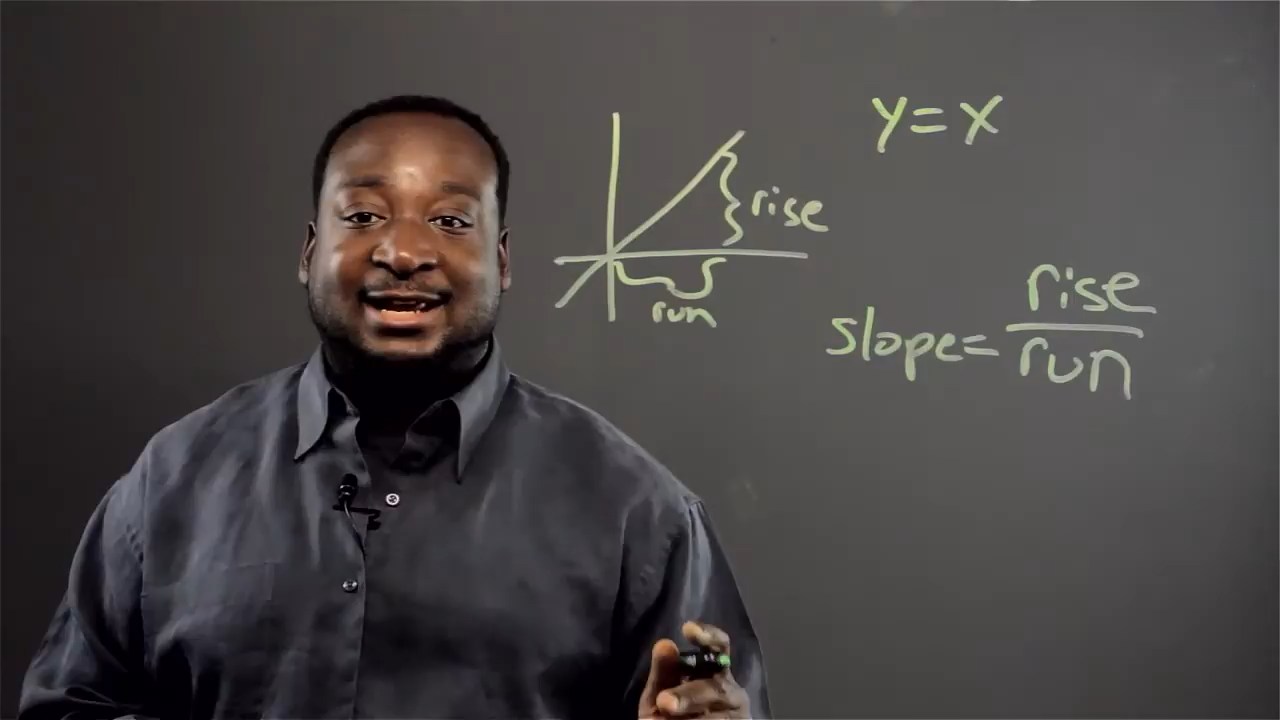 y=x
rise
run
slope= rise
run